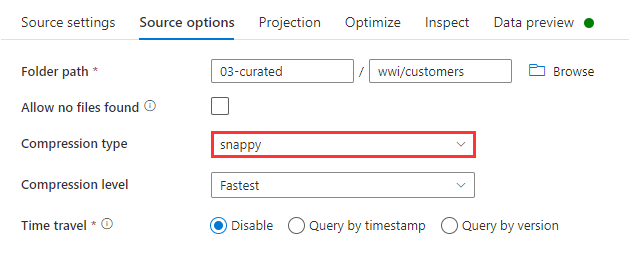 Source settings Source options Projection Optimize Inspect Data preview
Folder path * 03-curated / wwi/customers Browse
Allow no files found
Compression type snappy
Compression level Fastest
Time travel * Disable Query by timestamp Query by version